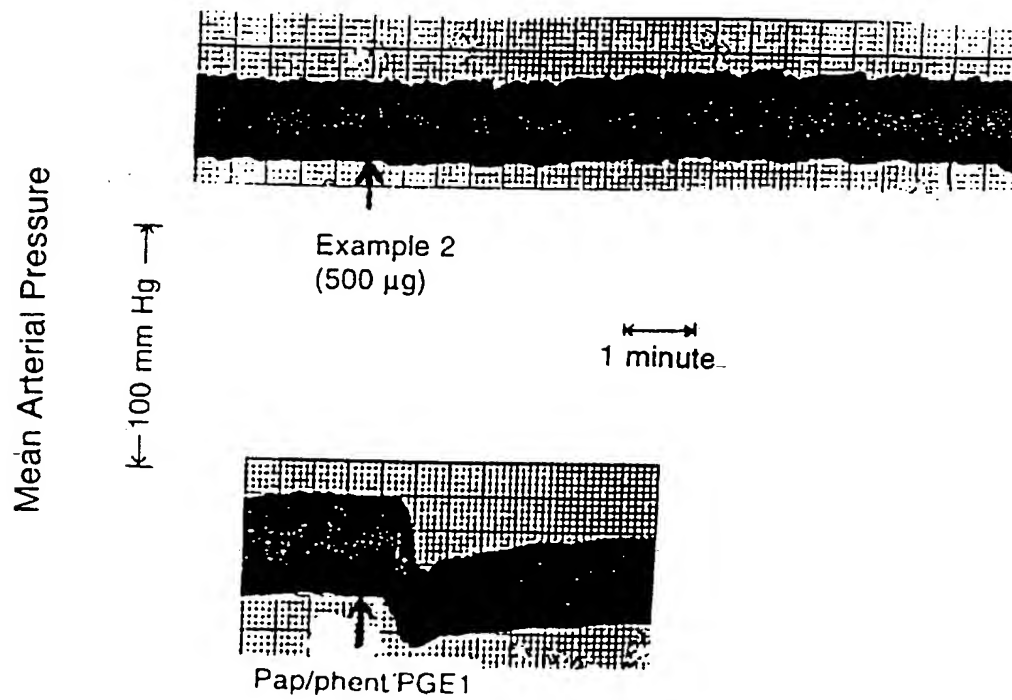 Mean Arterial Pressure
100 mm Hg
Example 2
(500 µg)
1 minute
Pap/phent/PGE1